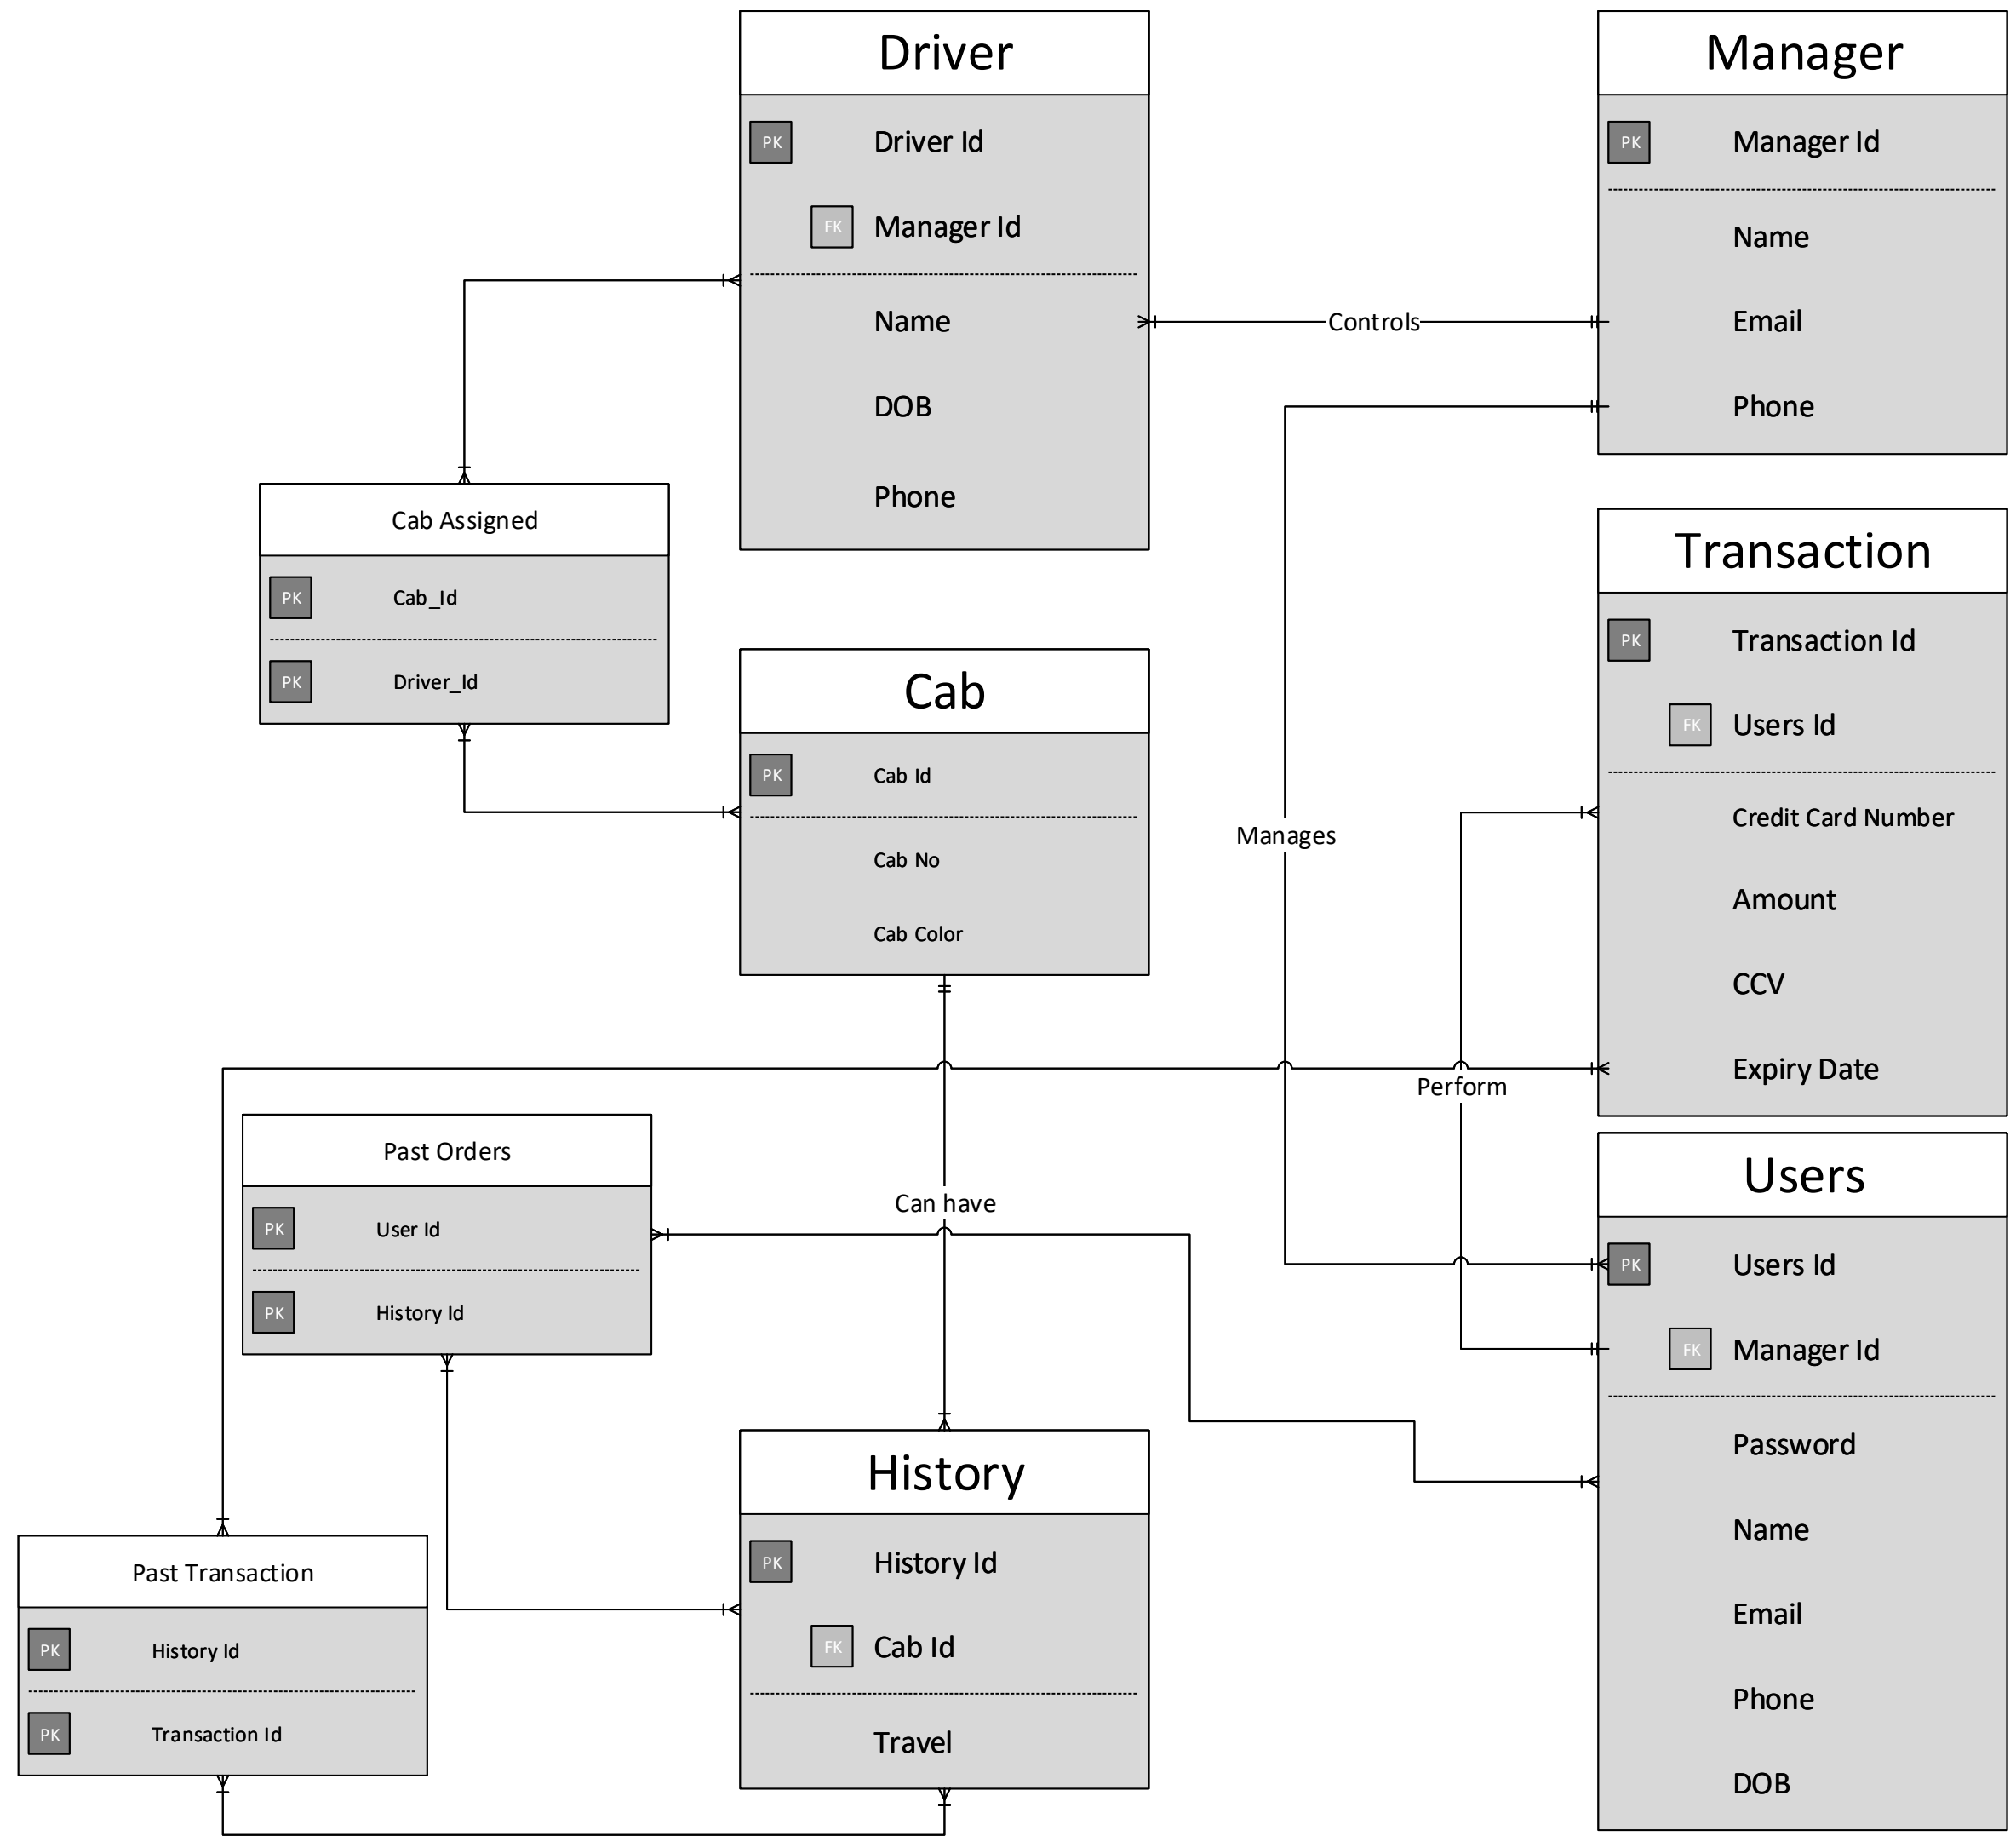 Driver
PK Driver Id
FK Manager Id
Name
DOB
Phone
Manager
PK Manager Id
Name
Email
Phone
Controls
Manages
Cab Assigned
PK Cab_Id
PK Driver_Id
Cab
PK Cab Id
Cab No
Cab Color
Transaction
PK Transaction Id
FK Users Id
Credit Card Number
Amount
CCV
Expiry Date
Perform
Can have
Past Orders
PK User Id
PK History Id
Users
PK Users Id
FK Manager Id
Password
Name
Email
Phone
DOB
History
PK History Id
FK Cab Id
Travel
Past Transaction
PK History Id
PK Transaction Id